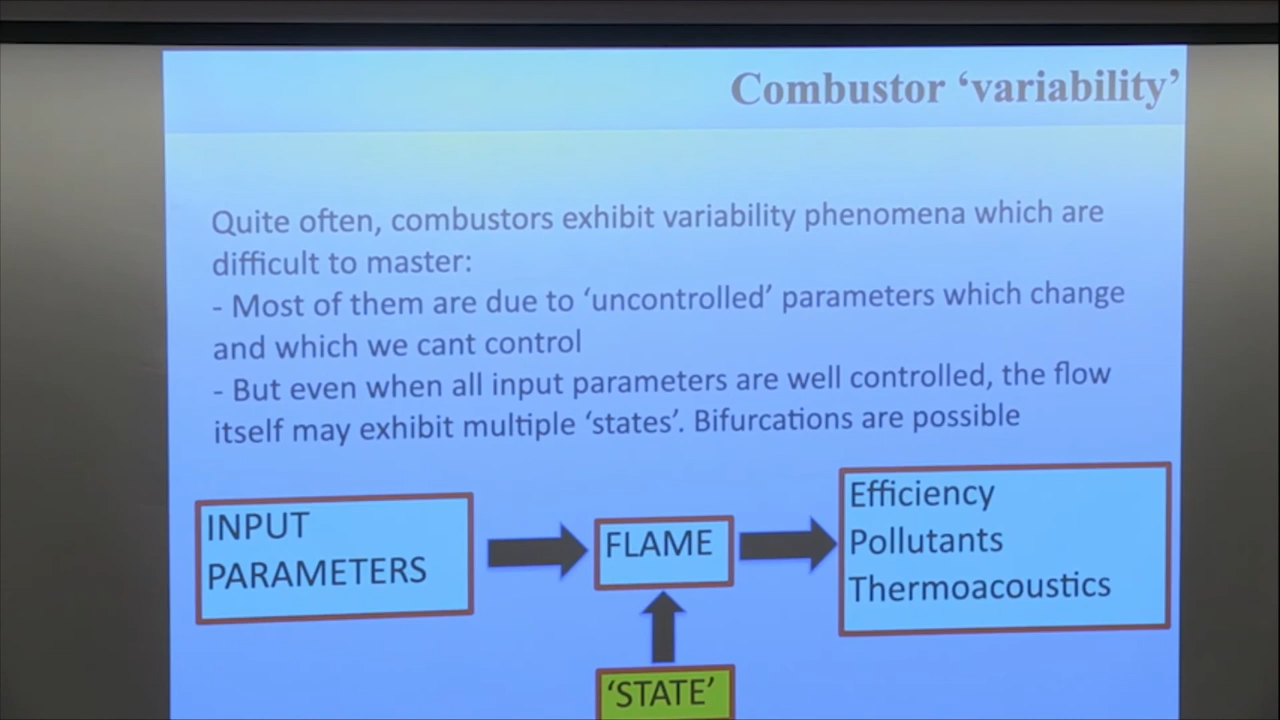 Combustor ‘variability’
Quite often, combustors exhibit variability phenomena which are
difficult to master:
- Most of them are due to ‘uncontrolled’ parameters which change
and which we cant control
- But even when all input parameters are well controlled, the flow
itself may exhibit multiple ‘states’. Bifurcations are possible
INPUT
PARAMETERS
FLAME
Efficiency
Pollutants
Thermoacoustics
‘STATE’